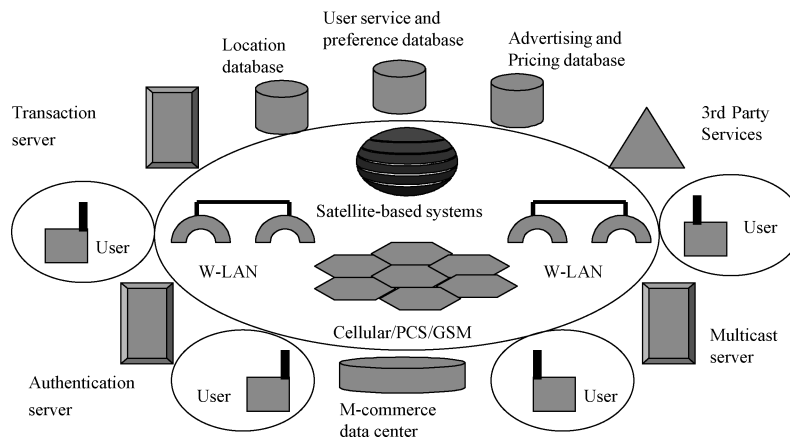 User service and
preference database
Location
database
Advertising and
Pricing database
Transaction
server
3rd Party
Services
Satellite-based systems
User
User
W-LAN
W-LAN
Cellular/PCS/GSM
Multicast
server
Authentication
server
User
User
M-commerce
data center